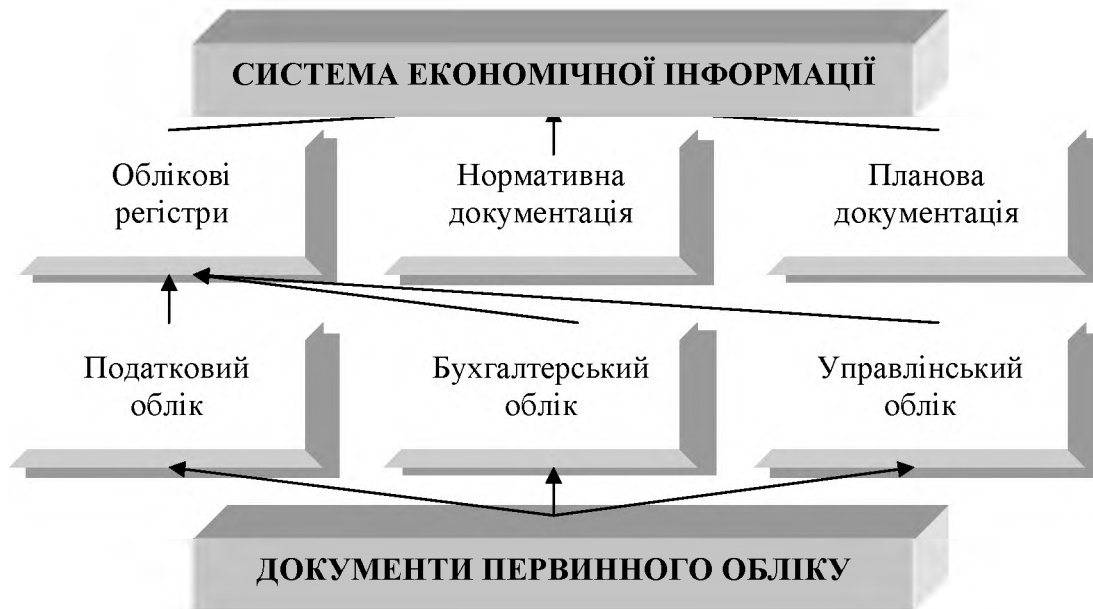 СИСТЕМА ЕКОНОМІЧНОЇ ІНФОРМАЦІЇ
Облікові
регістри
Нормативна
документація
Планова
документація
Податковий
облік
Бухгалтерський
облік
Управлінський
облік
ДОКУМЕНТИ ПЕРВИННОГО ОБЛІКУ